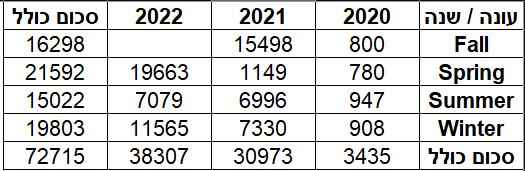 עונה / שנה 2020 2021 2022 סכום כולל
Fall 800 15498 16298
Spring 780 1149 19663 21592
Summer 947 6996 7079 15022
Winter 908 7330 11565 19803
סכום כולל 3435 30973 38307 72715